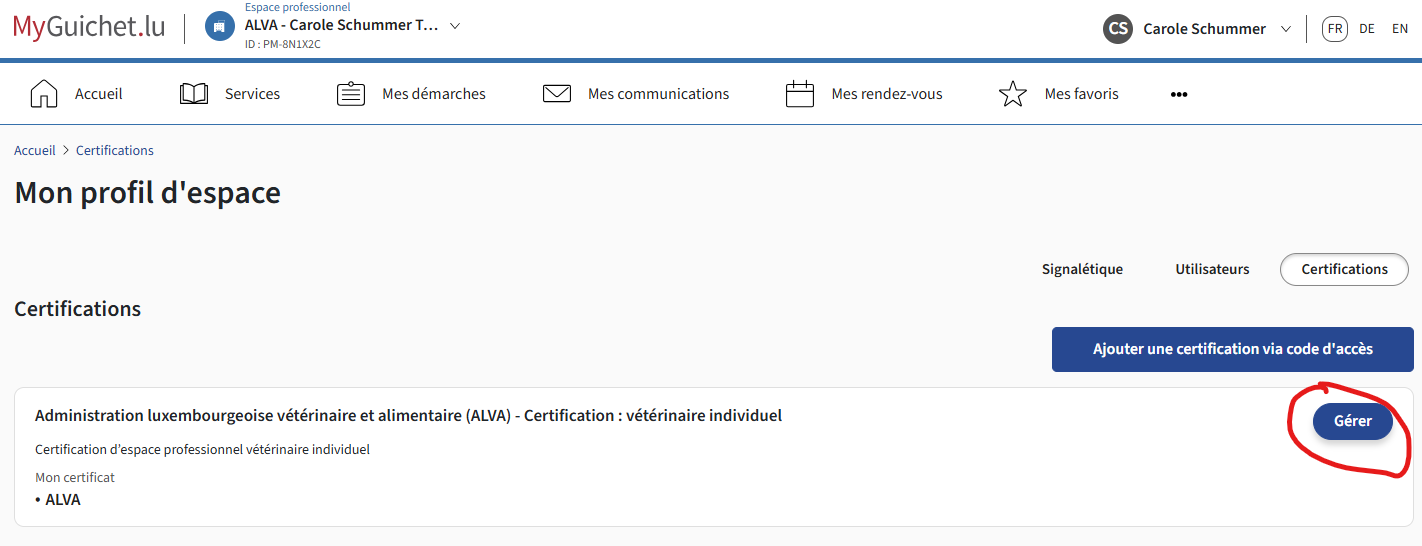 MyGuichet.lu
Espace professionnel
ALVA - Carole Schummer T...
ID : PM-8N1X2C
CS Carole Schummer FR DE EN
Accueil Services Mes démarches Mes communications Mes rendez-vous Mes favoris •••
Accueil > Certifications
Mon profil d'espace
Signalétique Utilisateurs Certifications
Certifications
Ajouter une certification via code d'accès
Administration luxembourgeoise vétérinaire et alimentaire (ALVA) - Certification : vétérinaire individuel
Gérer
Certification d'espace professionnel vétérinaire individuel
Mon certificat
• ALVA